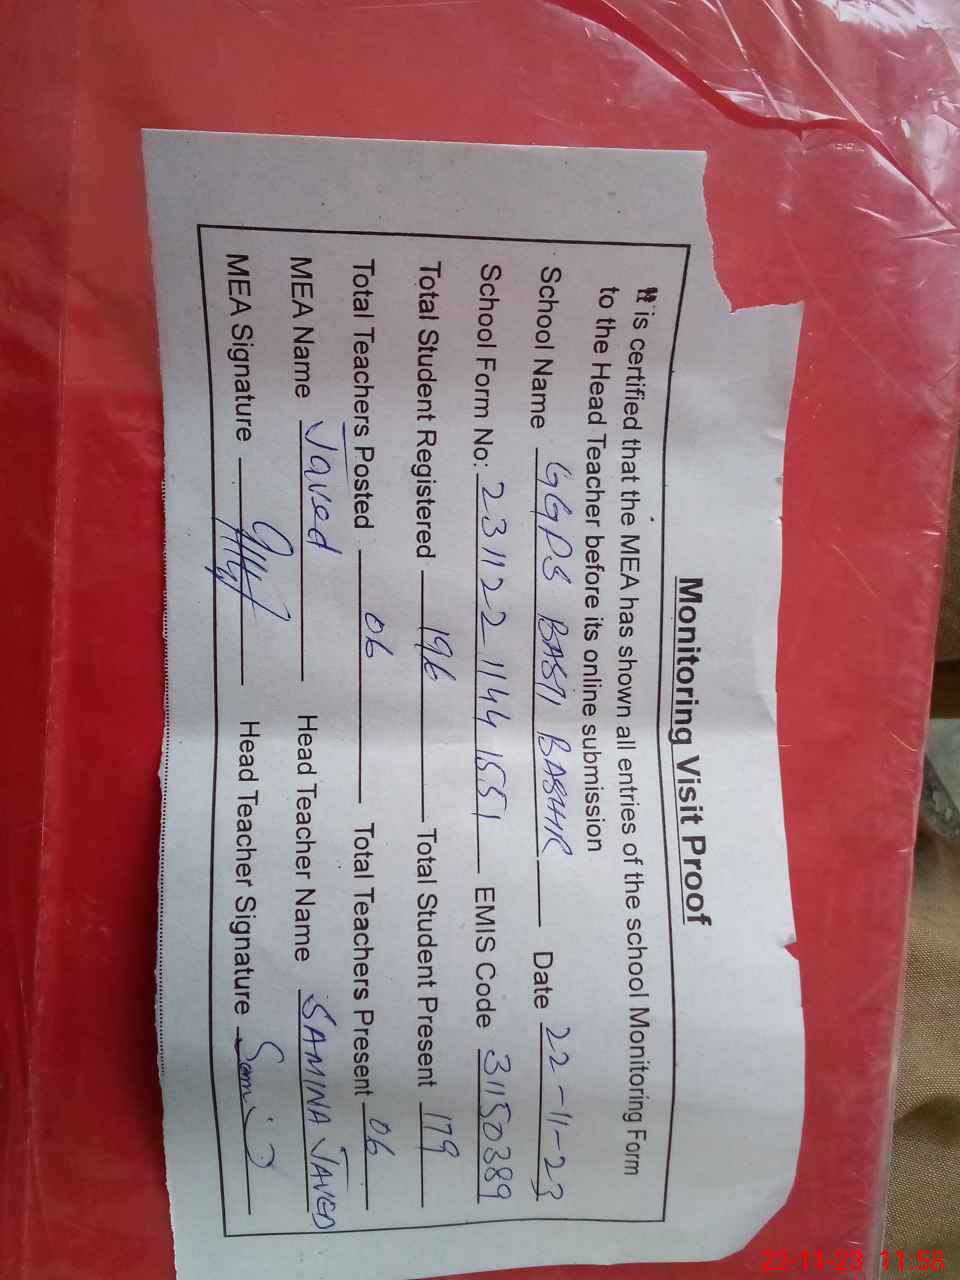 Monitoring Visit Proof
It is certified that the MEA has shown all entries of the school Monitoring Form
to the Head Teacher before its online submission
School Name GGPS BASTI BASHIR Date 22-11-23
School Form No: 231122 1144 1551 EMIS Code 31150389
Total Student Registered 196 Total Student Present 179
Total Teachers Posted 06 Total Teachers Present 06
MEA Name Javed Head Teacher Name SAMINA JAVED
MEA Signature Head Teacher Signature
22-11-23 11:58